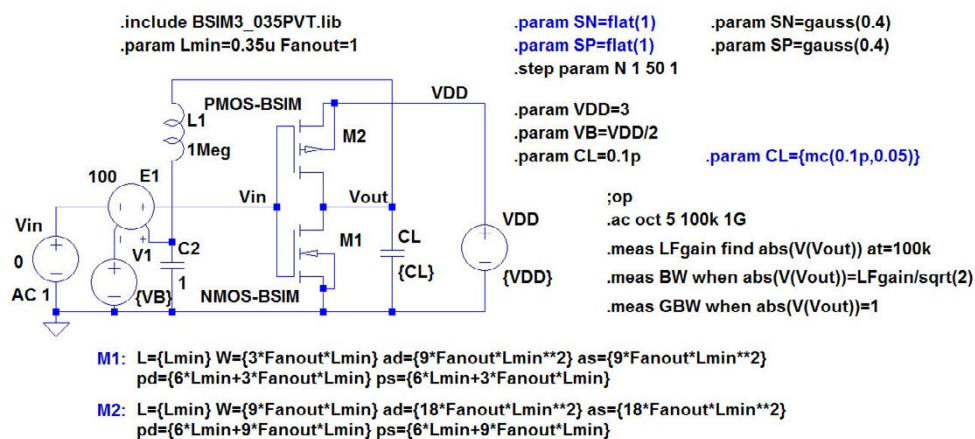 .include BSIM3_035PVT.lib
.param Lmin=0.35u Fanout=1
.param SN=flat(1)
.param SN=gauss(0.4)
.param SP=flat(1)
.param SP=gauss(0.4)
.step param N 1 50 1
.param VDD=3
.param VB=VDD/2
.param CL=0.1p
.param CL={mc(0.1p,0.05)}
;op
.ac oct 5 100k 1G
.meas LFgain find abs(V(Vout)) at=100k
.meas BW when abs(V(Vout))=LFgain/sqrt(2)
.meas GBW when abs(V(Vout))=1
PMOS-BSIM
VDD
L1
1Meg
M2
100
E1
Vin
Vout
Vin
0
AC 1
V1
{VB}
C2
1
NMOS-BSIM
M1
CL
{CL}
VDD
{VDD}
M1: L={Lmin} W={3*Fanout*Lmin} ad={9*Fanout*Lmin**2} as={9*Fanout*Lmin**2}
pd={6*Lmin+3*Fanout*Lmin} ps={6*Lmin+3*Fanout*Lmin}
M2: L={Lmin} W={9*Fanout*Lmin} ad={18*Fanout*Lmin**2} as={18*Fanout*Lmin**2}
pd={6*Lmin+9*Fanout*Lmin} ps={6*Lmin+9*Fanout*Lmin}